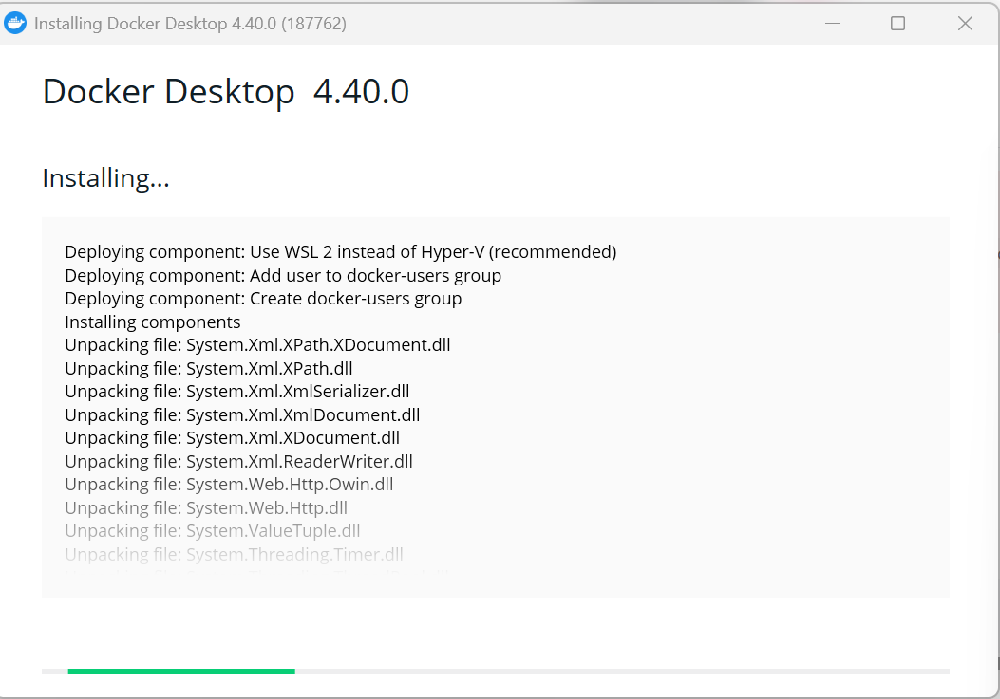 Installing Docker Desktop 4.40.0 (187762)
Docker Desktop 4.40.0
Installing...
Deploying component: Use WSL 2 instead of Hyper-V (recommended)
Deploying component: Add user to docker-users group
Deploying component: Create docker-users group
Installing components
Unpacking file: System.Xml.XPath.XDocument.dll
Unpacking file: System.Xml.XPath.dll
Unpacking file: System.Xml.XmlSerializer.dll
Unpacking file: System.Xml.XmlDocument.dll
Unpacking file: System.Xml.XDocument.dll
Unpacking file: System.Xml.ReaderWriter.dll
Unpacking file: System.Web.Http.Owin.dll
Unpacking file: System.Web.Http.dll
Unpacking file: System.ValueTuple.dll
Unpacking file: System.Threading.Timer.dll